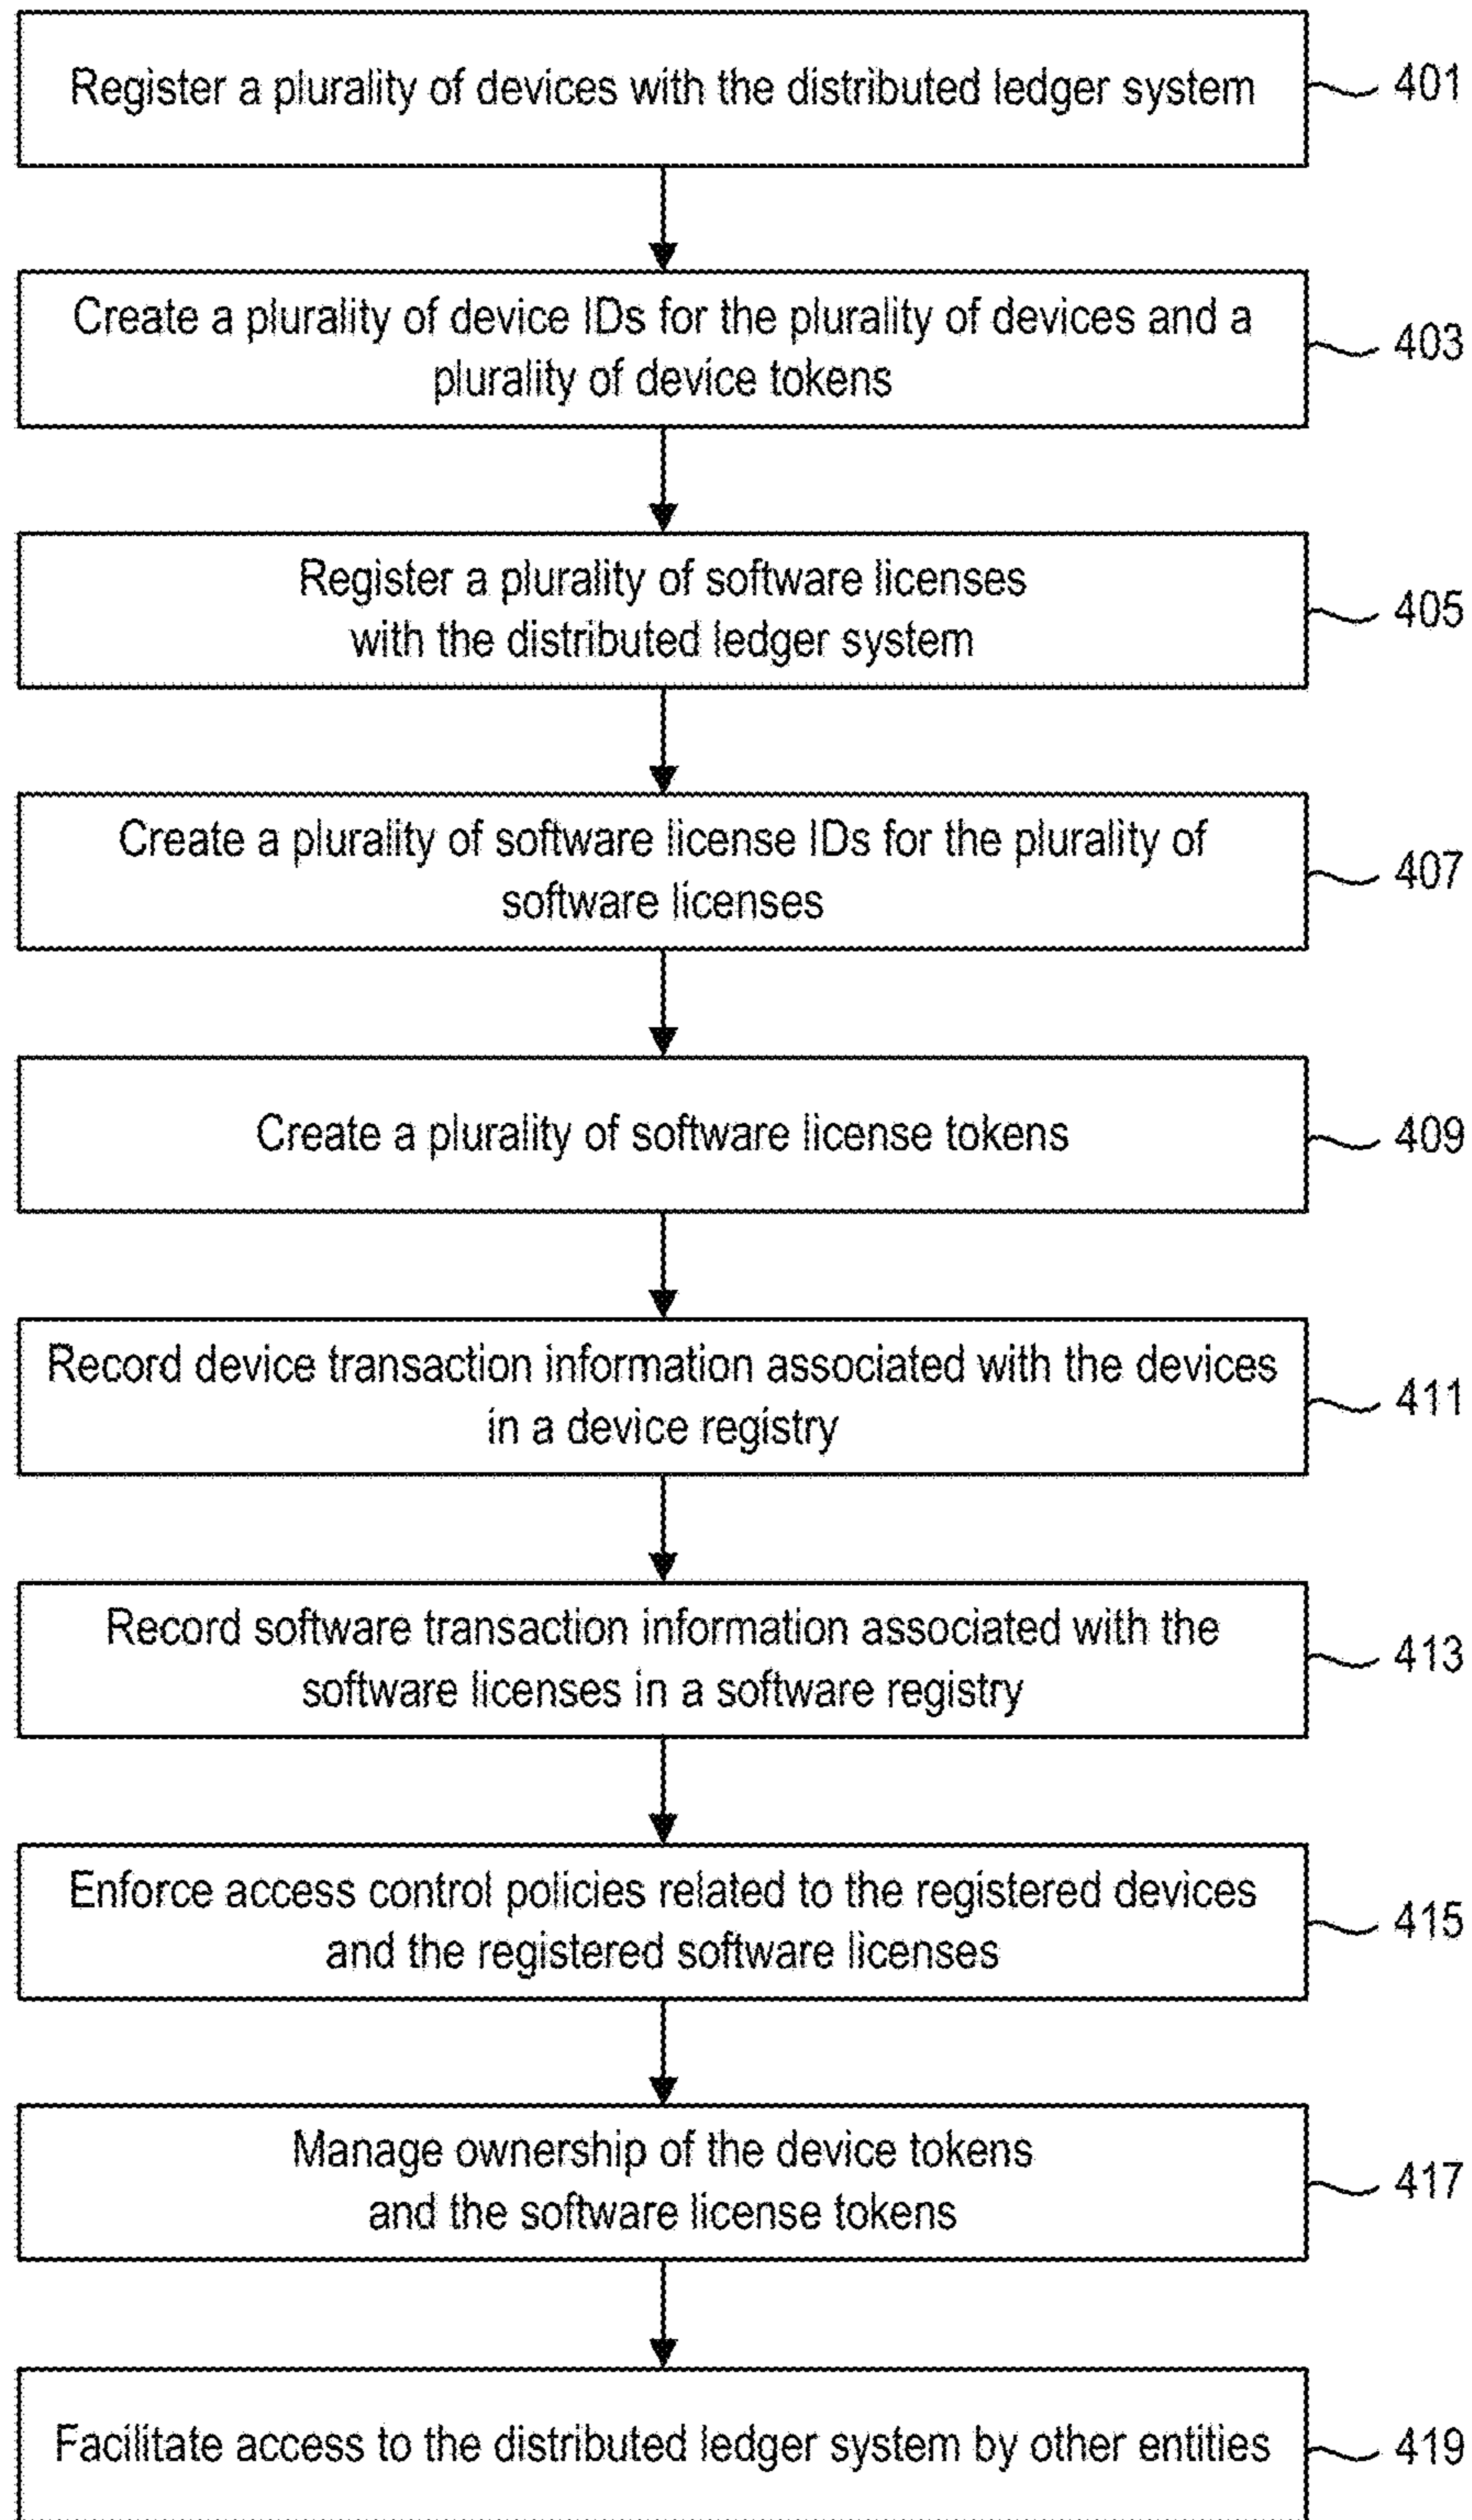 Register a plurality of devices with the distributed ledger system
401
Create a plurality of device IDs for the plurality of devices and a
plurality of device tokens
403
Register a plurality of software licenses
with the distributed ledger system
405
Create a plurality of software license IDs for the plurality of
software licenses
407
Create a plurality of software license tokens
409
Record device transaction information associated with the devices
in a device registry
411
Record software transaction information associated with the
software licenses in a software registry
413
Enforce access control policies related to the registered devices
and the registered software licenses
415
Manage ownership of the device tokens
and the software license tokens
417
Facilitate access to the distributed ledger system by other entities
419